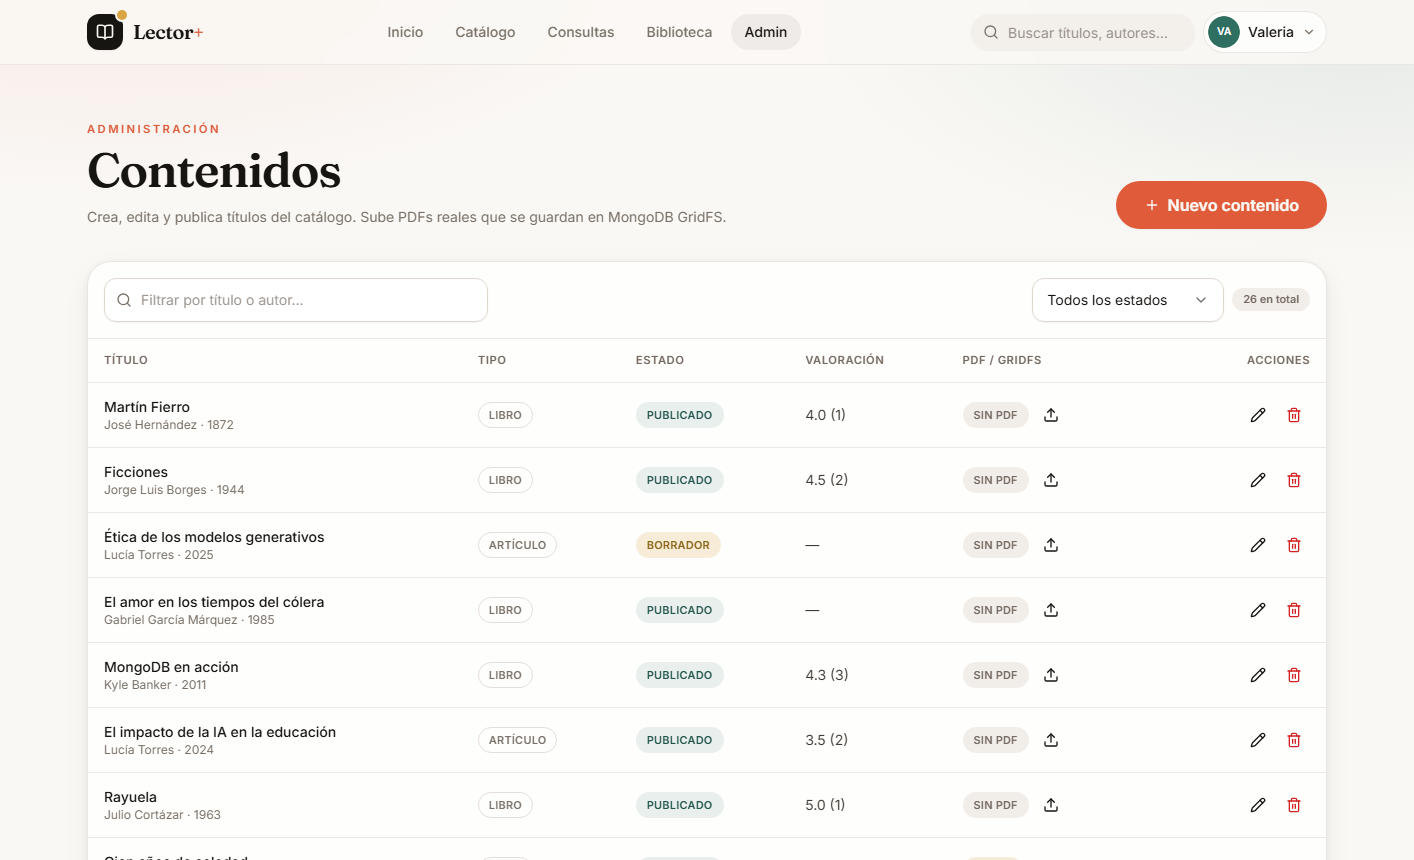 Lector+
Inicio
Catálogo
Consultas
Biblioteca
Admin
Buscar títulos, autores...
VA
Valeria
ADMINISTRACIÓN
Contenidos
Crea, edita y publica títulos del catálogo. Sube PDFs reales que se guardan en MongoDB GridFS.
+ Nuevo contenido
Filtrar por título o autor...
Todos los estados
26 en total
TÍTULO TIPO ESTADO VALORACIÓN PDF / GRIDFS ACCIONES
Martín Fierro
José Hernández · 1872
LIBRO PUBLICADO 4.0 (1) SIN PDF
Ficciones
Jorge Luis Borges · 1944
LIBRO PUBLICADO 4.5 (2) SIN PDF
Ética de los modelos generativos
Lucía Torres · 2025
ARTÍCULO BORRADOR — SIN PDF
El amor en los tiempos del cólera
Gabriel García Márquez · 1985
LIBRO PUBLICADO — SIN PDF
MongoDB en acción
Kyle Banker · 2011
LIBRO PUBLICADO 4.3 (3) SIN PDF
El impacto de la IA en la educación
Lucía Torres · 2024
ARTÍCULO PUBLICADO 3.5 (2) SIN PDF
Rayuela
Julio Cortázar · 1963
LIBRO PUBLICADO 5.0 (1) SIN PDF